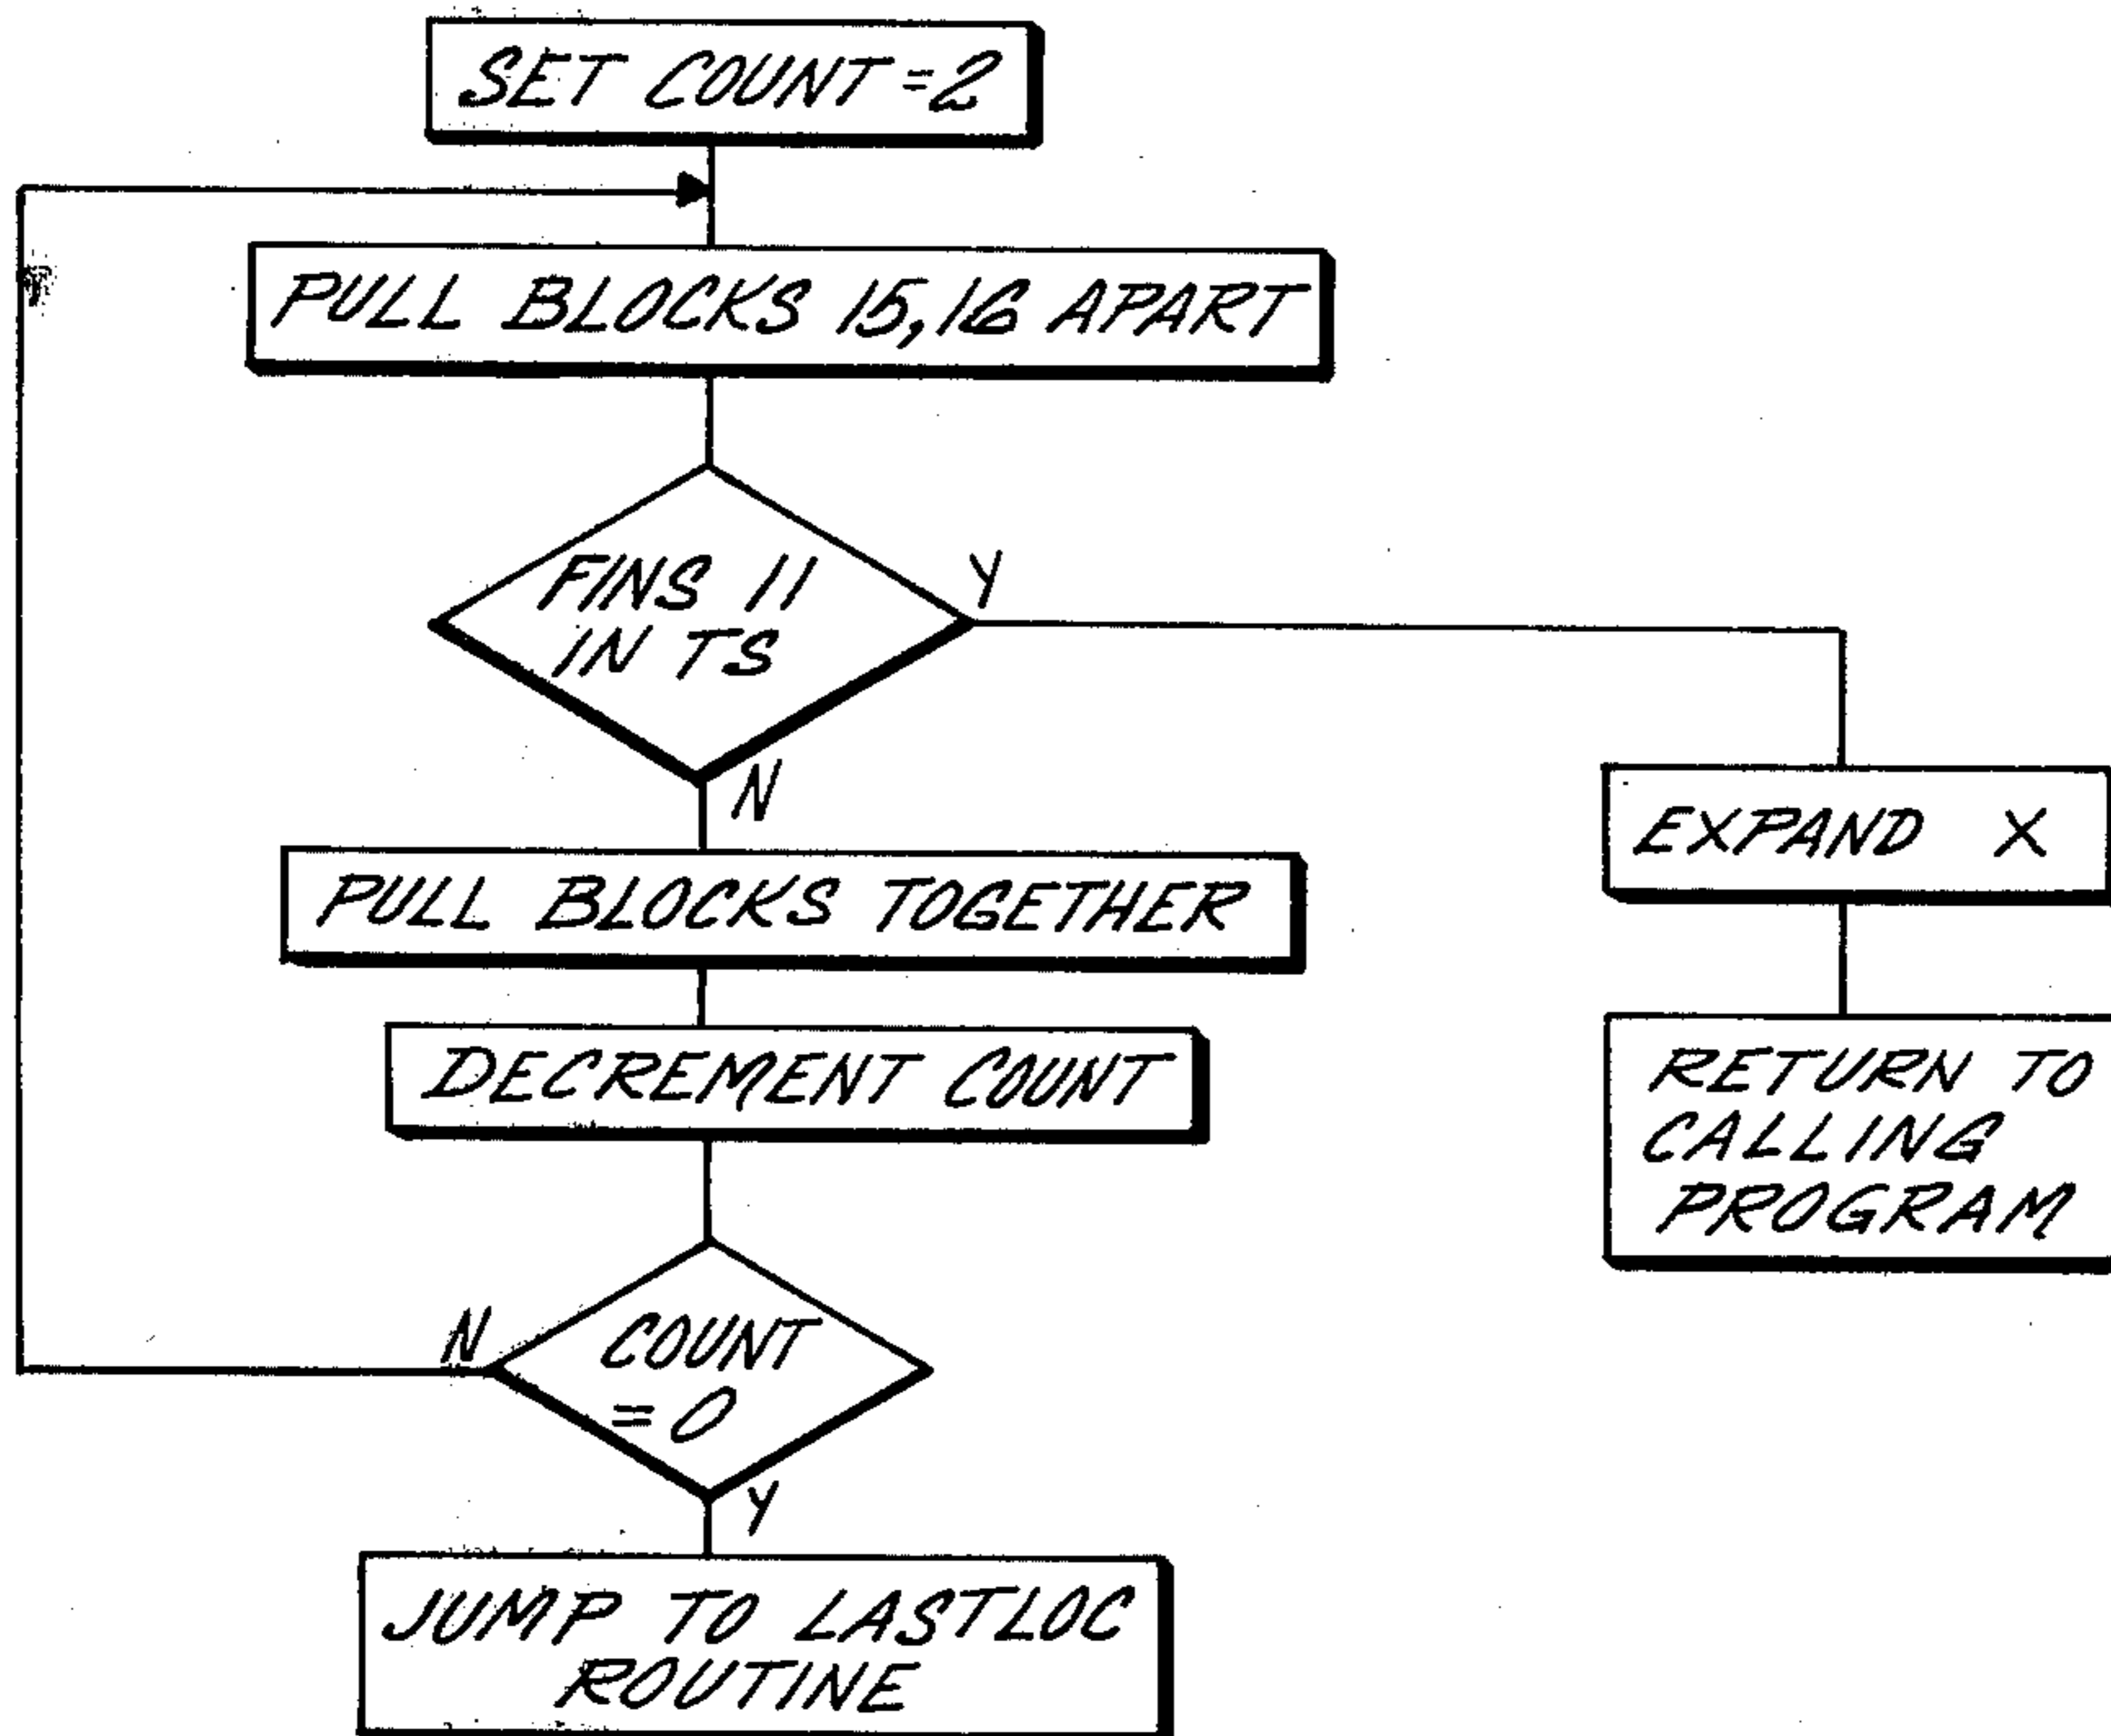 SET COUNT=2
PULL BLOCKS 15,16 APART
FINS 11
IN TS
Y
N
PULL BLOCKS TOGETHER
EXPAND X
DECREMENT COUNT
RETURN TO
CALLING
PROGRAM
COUNT
=0
N
Y
JUMP TO LASTLOC
ROUTINE